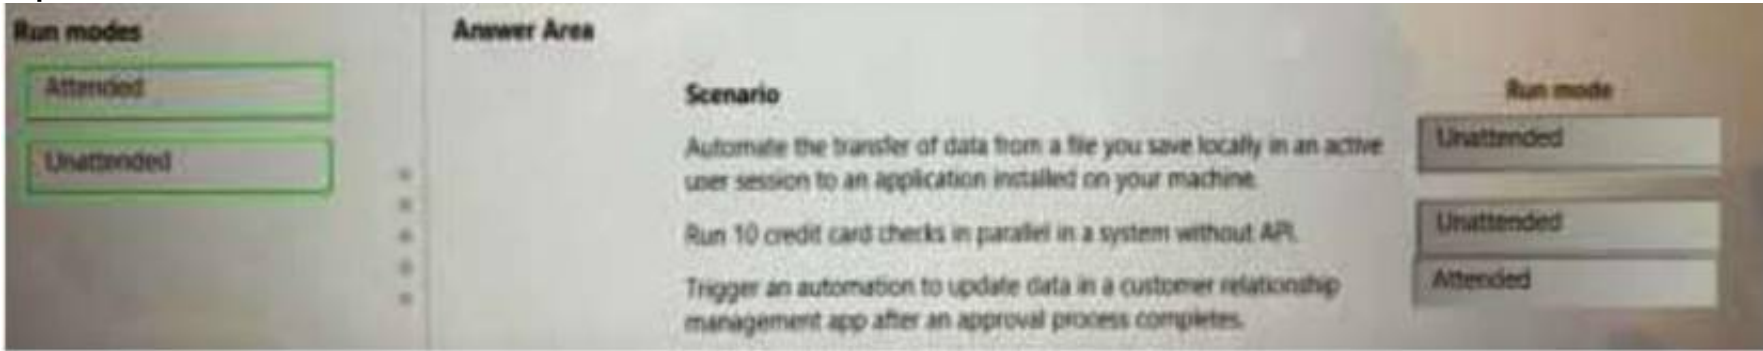 Run modes
Attended
Unattended
Answer Area
Scenario
Run mode
Automate the transfer of data from a file you save locally in an active
user session to an application installed on your machine.
Unattended
Run 10 credit card checks in parallel in a system without API.
Unattended
Trigger an automation to update data in a customer relationship
management app after an approval process completes.
Attended